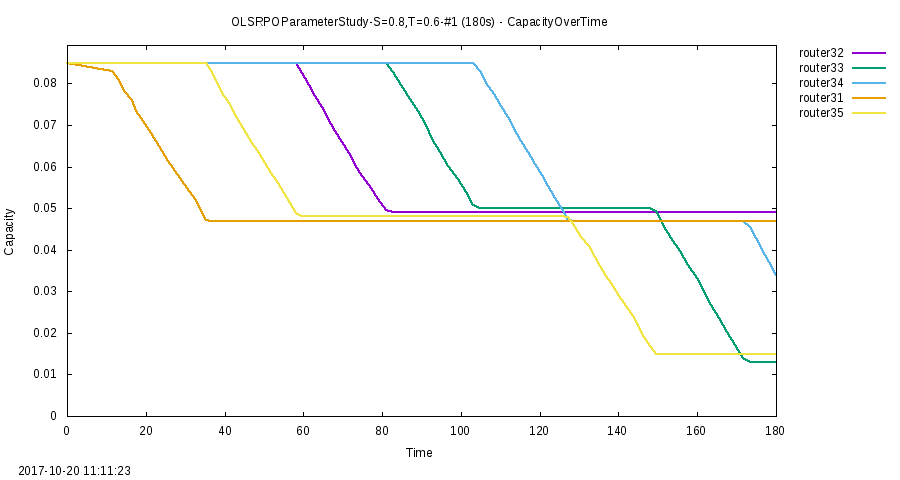 OLSRPOParameterStudy-S=0.8,T=0.6-#1 (180s) - CapacityOverTime
router32
router33
router34
router31
router35
0.08
0.07
0.06
0.05
0.04
0.03
0.02
0.01
0
Capacity
0 20 40 60 80 100 120 140 160 180
Time
2017-10-20 11:11:23